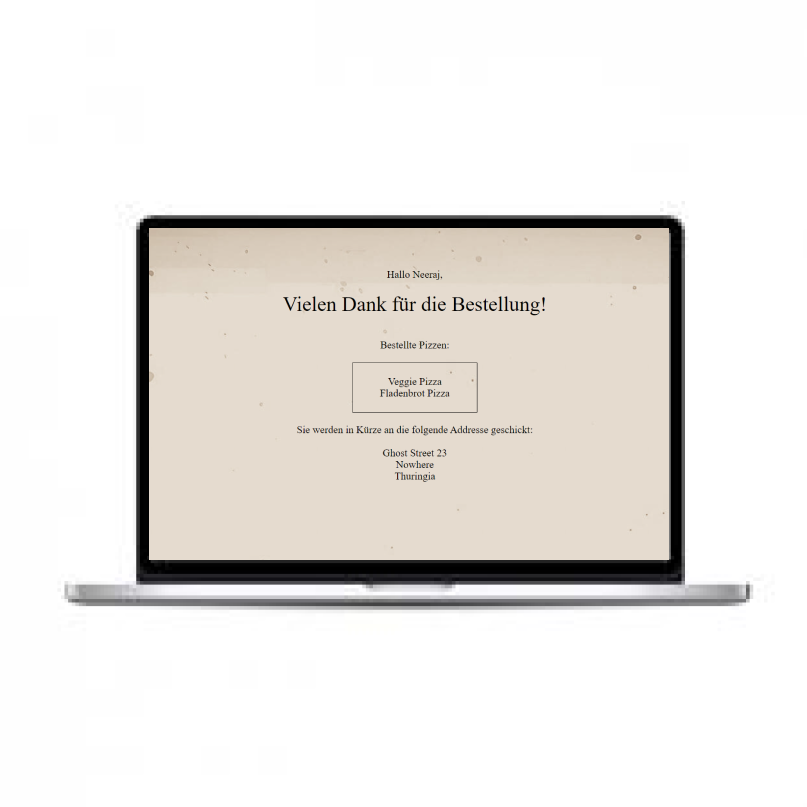 Hallo Neeraj,
Vielen Dank für die Bestellung!
Bestellte Pizzen:
Veggie Pizza
Fladenbrot Pizza
Sie werden in Kürze an die folgende Addresse geschickt:
Ghost Street 23
Nowhere
Thuringia